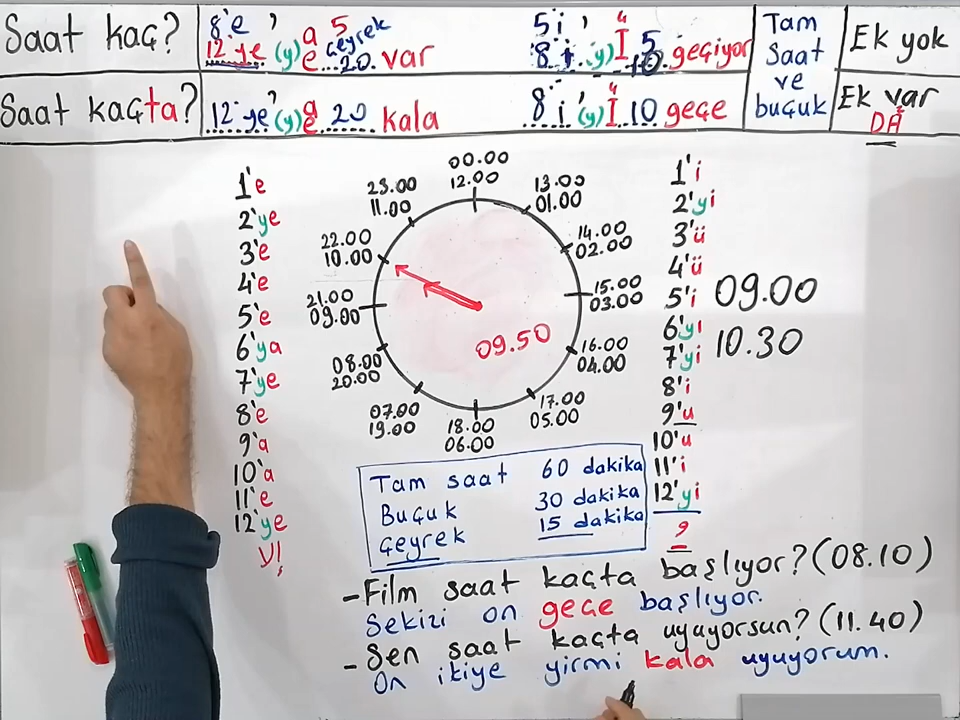 Saat kaç?
8'e ' a 5 çeyrek
12'ye (y) e 20 var
5 i ' ı 5
8 i (y) I 10 geçiyor
Tam
Saat
ve
buçuk
Ek yok
Saat kaçta?
12'ye (y) a e 20 kala
8 i ' (y) ı 10 geçe
Ek var
DA
1'e
2'ye
3'e
4'e
5'e
6'ya
7'ye
8'e
9'a
10'a
11'e
12'ye
00.00
12.00
13.00
01.00
14.00
02.00
15.00
03.00
16.00
04.00
17.00
05.00
18.00
06.00
07.00
19.00
08.00
20.00
21.00
09.00
22.00
10.00
23.00
11.00
09.50
1'i
2'yi
3'ü
4'ü
5'i
6'yı
7'yi
8'i
9'u
10'u
11'i
12'yi
09.00
10.30
Tam saat 60 dakika
Buçuk 30 dakika
Çeyrek 15 dakika
-Film saat kaçta başlıyor? (08.10)
Sekizi on geçe başlıyor.
-Sen saat kaçta uyuyorsun? (11.40)
On ikiye yirmi kala uyuyorum.